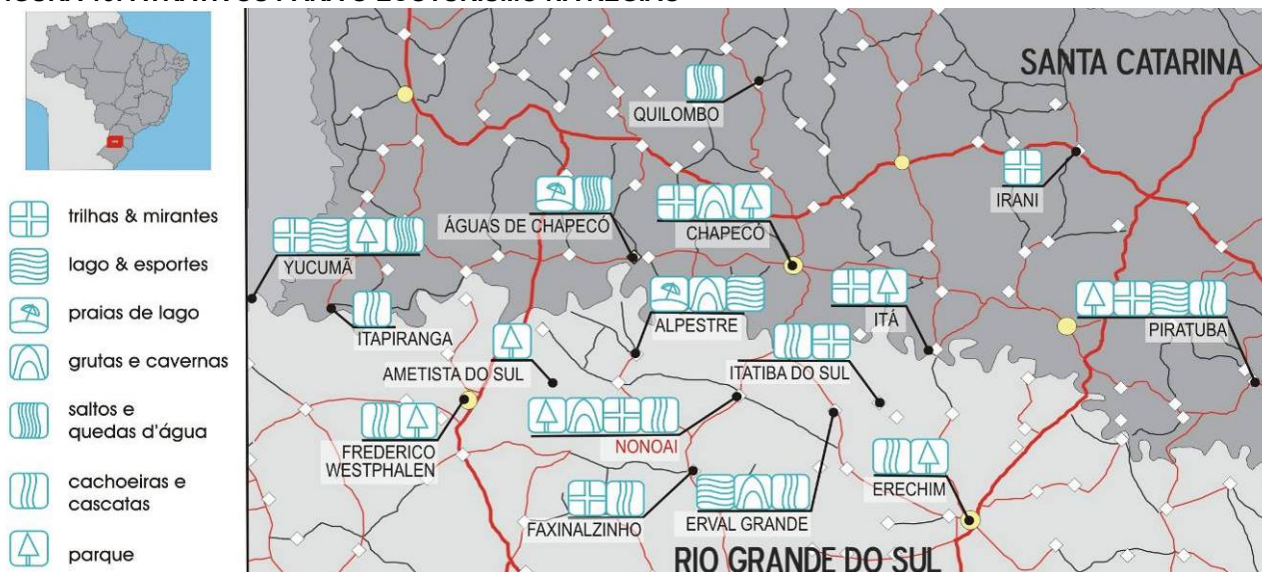 trilhas & mirantes
lago & esportes
praias de lago
grutas e cavernas
saltos e
quedas d'água
cachoeiras e
cascatas
parque
SANTA CATARINA
QUILOMBO
IRANI
ÁGUAS DE CHAPECÓ
CHAPECÓ
YUCUMÃ
ITAPIRANGA
ALPESTRE
ITÁ
PIRATUBA
AMETISTA DO SUL
ITATIBA DO SUL
FREDERICO
WESTPHALEN
NONOAI
FAXINALZINHO
ERVAL GRANDE
ERECHIM
RIO GRANDE DO SUL